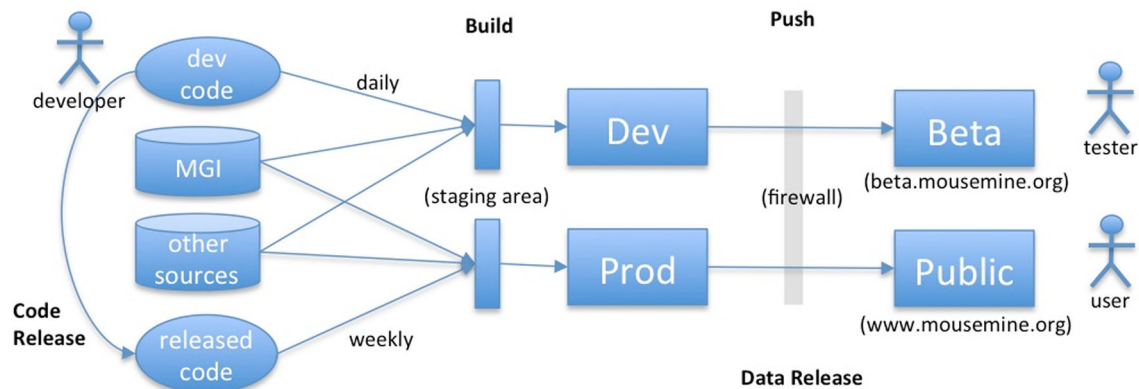 Build
Push
dev
code
developer
daily
MGI
(staging area)
Dev
(firewall)
Beta
(beta.mousemine.org)
tester
other
sources
Prod
Public
(www.mousemine.org)
user
Code
Release
released
code
weekly
Data Release